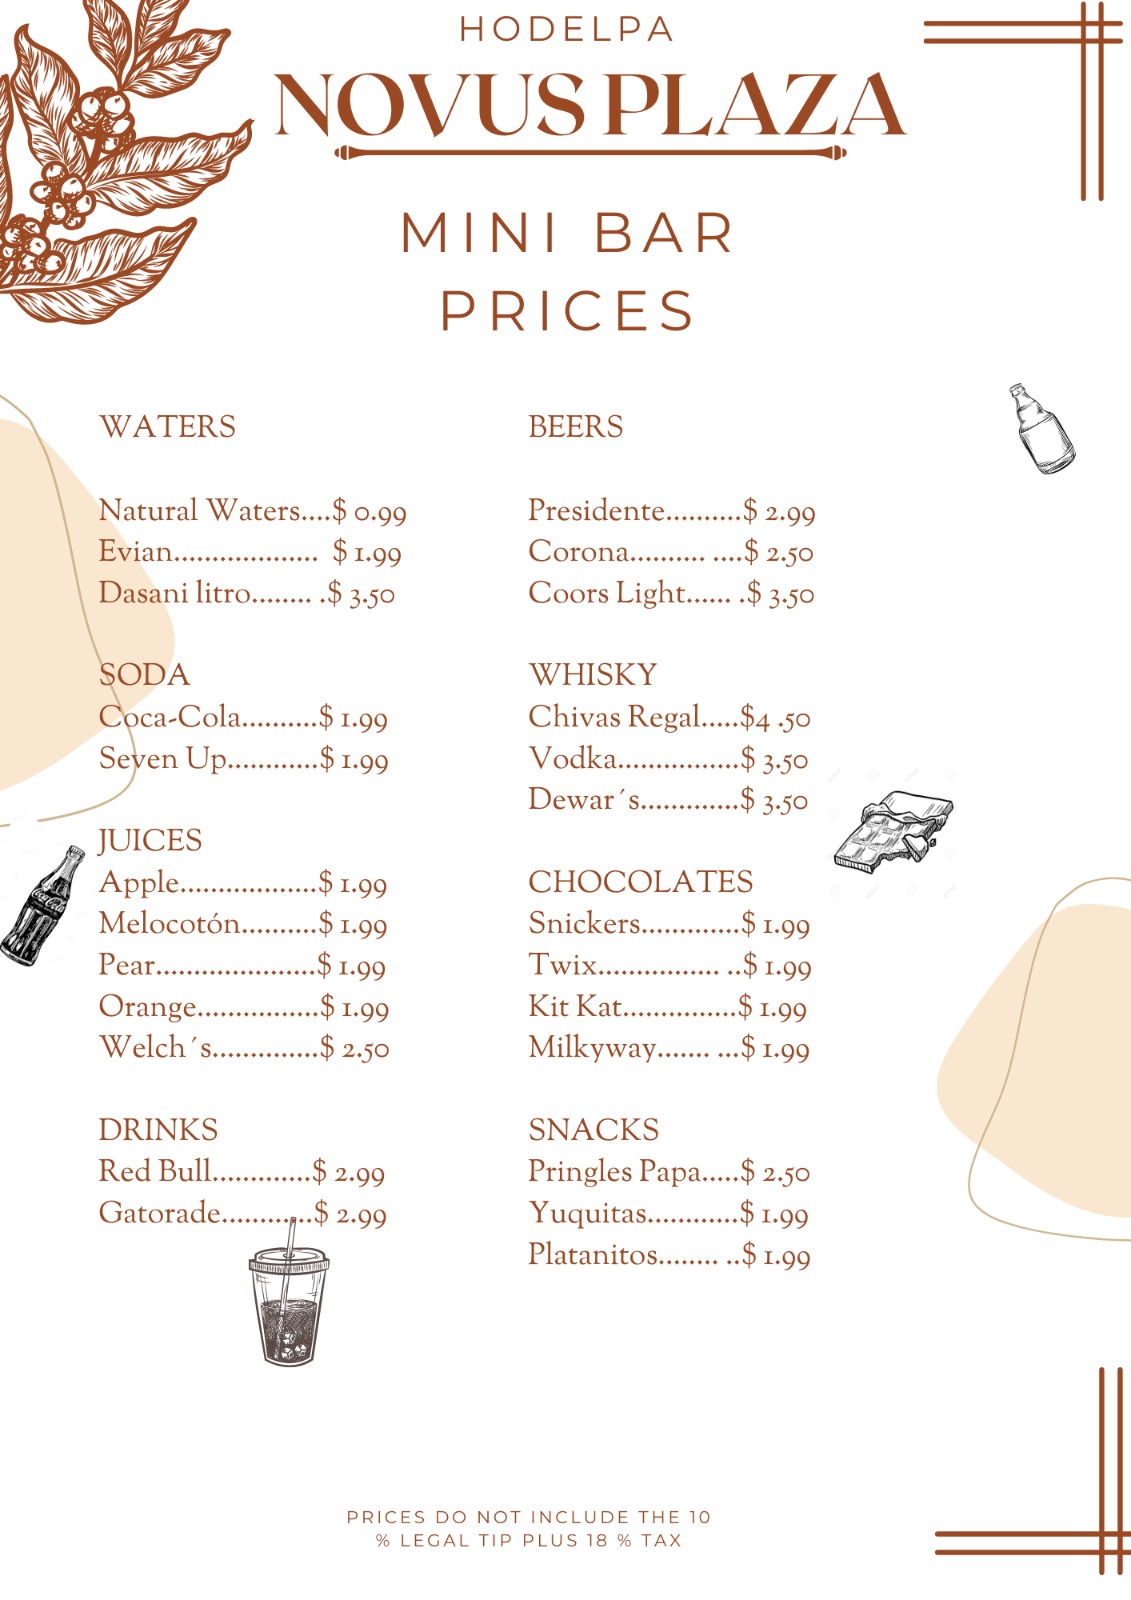 HODELPA
NOVUS PLAZA
MINI BAR
PRICES
WATERS
Natural Waters....$ 0.99
Evian................... $ 1.99
Dasani litro........ .$ 3.50
SODA
Coca-Cola..........$ 1.99
Seven Up............$ 1.99
JUICES
Apple..................$ 1.99
Melocotón..........$ 1.99
Pear.....................$ 1.99
Orange................$ 1.99
Welch´s..............$ 2.50
DRINKS
Red Bull.............$ 2.99
Gatorade............$ 2.99
BEERS
Presidente..........$ 2.99
Corona.......... ....$ 2.50
Coors Light...... .$ 3.50
WHISKY
Chivas Regal.....$4 .50
Vodka................$ 3.50
Dewar´s.............$ 3.50
CHOCOLATES
Snickers.............$ 1.99
Twix................ ..$ 1.99
Kit Kat...............$ 1.99
Milkyway....... ...$ 1.99
SNACKS
Pringles Papa.....$ 2.50
Yuquitas............$ 1.99
Platanitos........ ..$ 1.99
Coca-Cola
PRICES DO NOT INCLUDE THE 10
% LEGAL TIP PLUS 18 % TAX